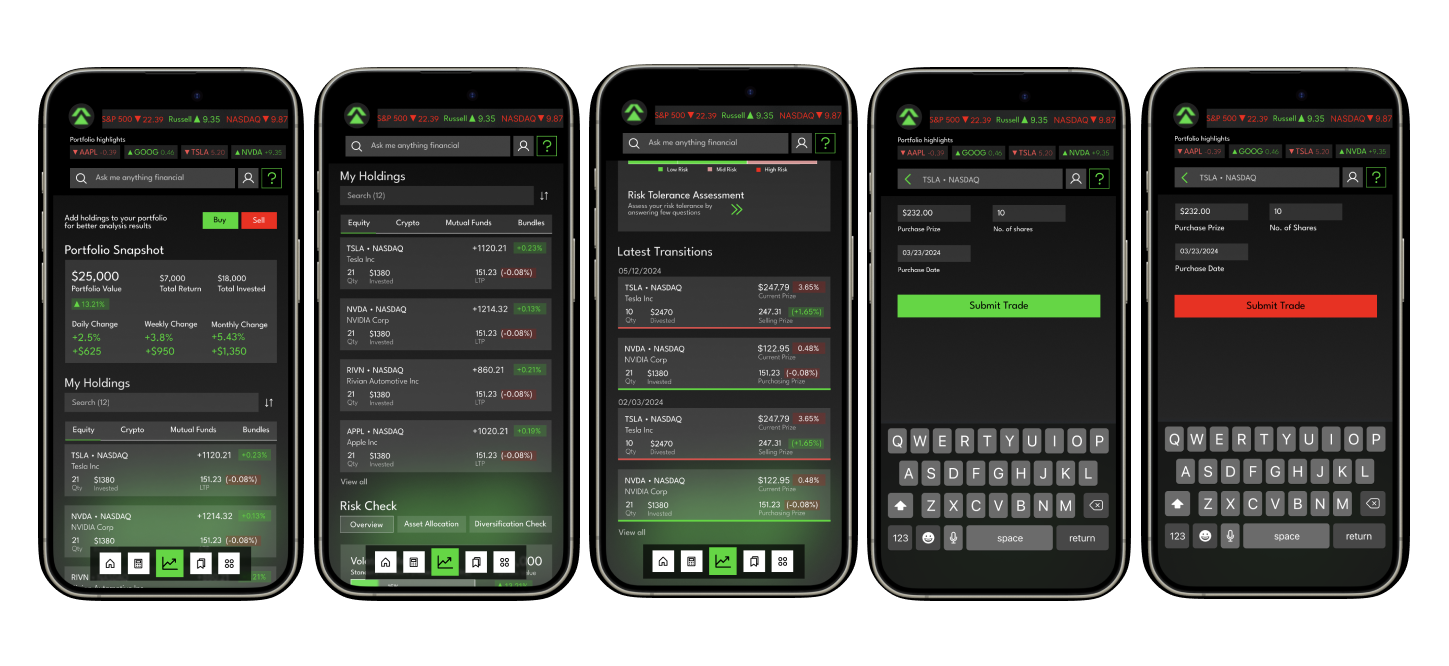 S&P 500 ▼ 22.39 Russell ▲ 9.35 NASDAQ ▼ 9.87
Portfolio highlights
▼ AAPL -0.39 ▲ GOOG 0.46 ▼ TSLA 5.20 ▲ NVDA +9.35
Ask me anything financial ?
Add holdings to your portfolio
for better analysis results
Buy Sell
Portfolio Snapshot
$25,000 $7,000 $18,000
Portfolio Value Total Return Total Invested
▲ 13.21%
Daily Change Weekly Change Monthly Change
+2.5% +3.8% +5.43%
+$625 +$950 +$1,350
My Holdings
Search (12)
Equity Crypto Mutual Funds Bundles
TSLA • NASDAQ +1120.21 +0.23%
Tesla Inc
21 $1380 151.23 (-0.08%)
Qty Invested LTP
NVDA • NASDAQ +1214.32 +0.13%
NVIDIA Corp
21 $1380 151.23 (-0.08%)
Qty
RIVN 21%
S&P 500 ▼ 22.39 Russell ▲ 9.35 NASDAQ ▼ 9.87
Ask me anything financial ?
My Holdings
Search (12)
Equity Crypto Mutual Funds Bundles
TSLA • NASDAQ +1120.21 +0.23%
Tesla Inc
21 $1380 151.23 (-0.08%)
Qty Invested LTP
NVDA • NASDAQ +1214.32 +0.13%
NVIDIA Corp
21 $1380 151.23 (-0.08%)
Qty Invested LTP
RIVN • NASDAQ +860.21 +0.21%
Rivian Automotive Inc
21 $1380 151.23 (-0.08%)
Qty Invested LTP
APPL • NASDAQ +1020.21 +0.19%
Apple Inc
21 $1380 151.23 (-0.08%)
Qty Invested LTP
View all
Risk Check
Overview Asset Allocation Diversification Check
S&P 500 ▼ 22.39 Russell ▲ 9.35 NASDAQ ▼ 9.87
Ask me anything financial ?
Low Risk Mid Risk High Risk
Risk Tolerance Assessment
Assess your risk tolerance by
answering few questions
Latest Transitions
05/12/2024
TSLA • NASDAQ $247.79 3.65%
Tesla Inc Current Prize
10 $2470 247.31 (+1.65%)
Qty Divested Selling Prize
NVDA • NASDAQ $122.95 0.48%
NVIDIA Corp Current Prize
21 $1380 151.23 (-0.08%)
Qty Invested Purchasing Prize
02/03/2024
TSLA • NASDAQ $247.79 3.65%
Tesla Inc Current Prize
10 $2470 247.31 (+1.65%)
Qty Divested Selling Prize
NVDA • NASDAQ $122.95 0.48%
NVIDIA Corp Current Prize
21 $1380 151.23 (-0.08%)
Qty Invested Purchasing Prize
View all
S&P 500 ▼ 22.39 Russell ▲ 9.35 NASDAQ ▼ 9.87
Portfolio highlights
▼ AAPL -0.39 ▲ GOOG 0.46 ▼ TSLA 5.20 ▲ NVDA +9.35
TSLA • NASDAQ ?
$232.00 10
Purchase Prize No. of shares
03/23/2024
Purchase Date
Submit Trade
Q W E R T Y U I O P
A S D F G H J K L
Z X C V B N M
123 space return
S&P 500 ▼ 22.39 Russell ▲ 9.35 NASDAQ ▼ 9.87
Portfolio highlights
▼ AAPL -0.39 ▲ GOOG 0.46 ▼ TSLA 5.20 ▲ NVDA +9.35
TSLA • NASDAQ ?
$232.00 10
Purchase Prize No. of Shares
03/23/2024
Purchase Date
Submit Trade
Q W E R T Y U I O P
A S D F G H J K L
Z X C V B N M
123 space return